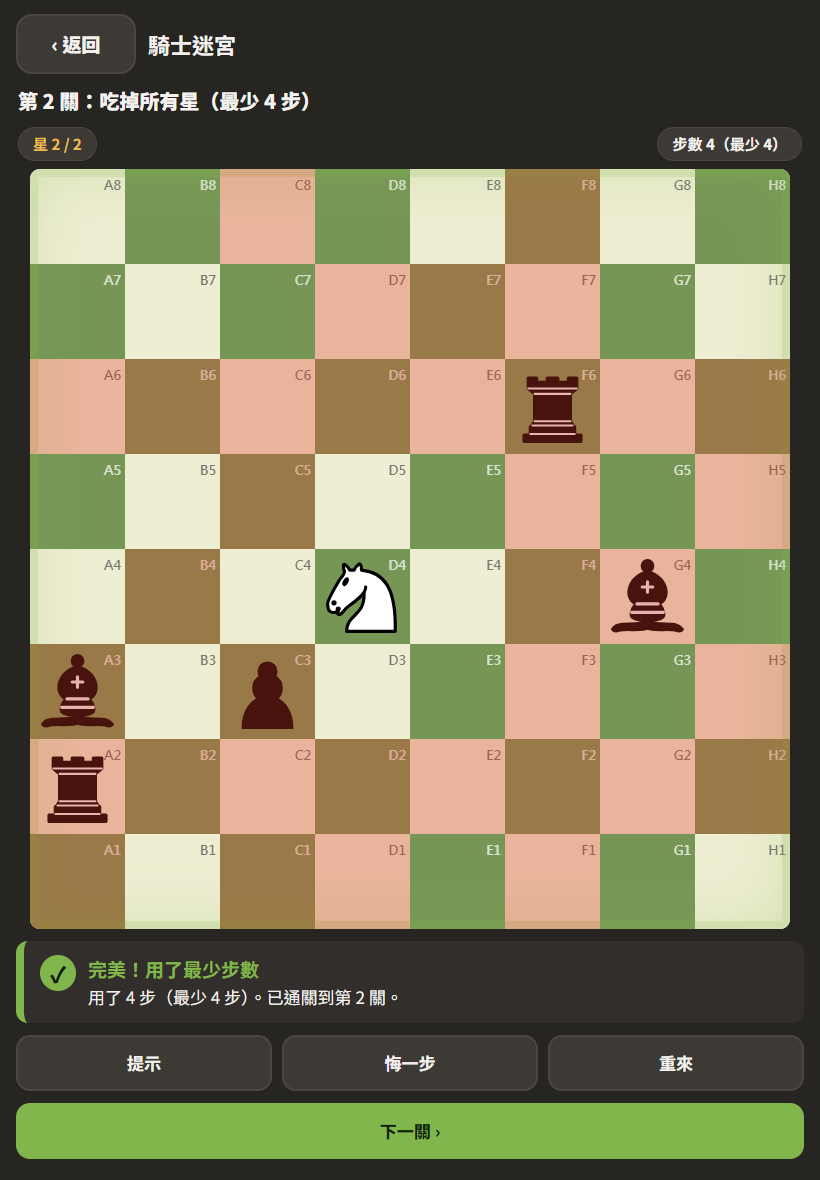 ‹ 返回 騎士迷宮
第 2 關：吃掉所有星（最少 4 步）
星 2 / 2 步數 4（最少 4）
A8 B8 C8 D8 E8 F8 G8 H8
A7 B7 C7 D7 E7 F7 G7 H7
A6 B6 C6 D6 E6 F6 G6 H6
A5 B5 C5 D5 E5 F5 G5 H5
A4 B4 C4 D4 E4 F4 G4 H4
A3 B3 C3 D3 E3 F3 G3 H3
A2 B2 C2 D2 E2 F2 G2 H2
A1 B1 C1 D1 E1 F1 G1 H1
完美！用了最少步數
用了 4 步（最少 4 步）。已通關到第 2 關。
提示 悔一步 重來
下一關 ›